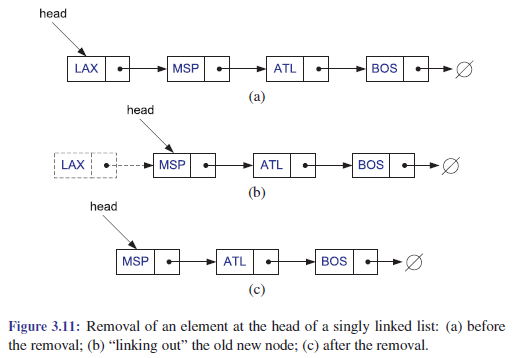 head
LAX MSP ATL BOS ∅
(a)
head
LAX MSP ATL BOS ∅
(b)
head
MSP ATL BOS ∅
(c)
Figure 3.11: Removal of an element at the head of a singly linked list: (a) before
the removal; (b) “linking out” the old new node; (c) after the removal.